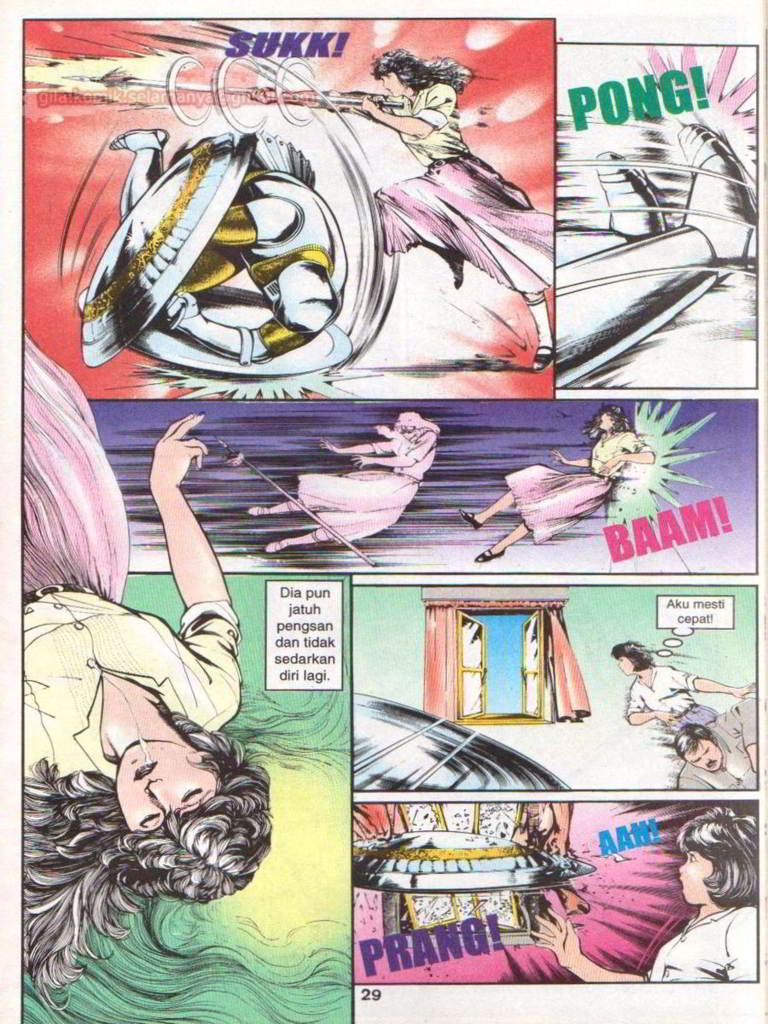 SUKK!
PONG!
BAAM!
Dia pun
jatuh
pengsan
dan tidak
sedarkan
diri lagi.
Aku mesti
cepat!
AAH!
PRANG!
29